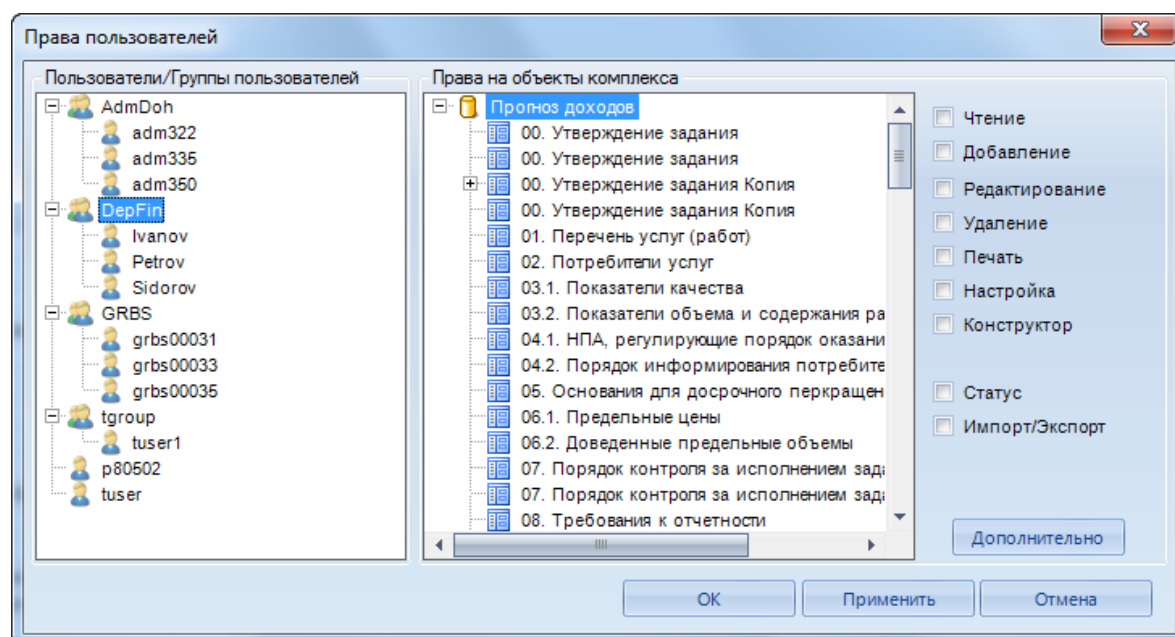 Права пользователей
Пользователи/Группы пользователей
AdmDoh
adm322
adm335
adm350
DepFin
Ivanov
Petrov
Sidorov
GRBS
grbs00031
grbs00033
grbs00035
tgroup
tuser1
p80502
tuser
Права на объекты комплекса
Прогноз доходов
00. Утверждение задания
00. Утверждение задания
00. Утверждение задания Копия
00. Утверждение задания Копия
01. Перечень услуг (работ)
02. Потребители услуг
03.1. Показатели качества
03.2. Показатели объема и содержания ра
04.1. НПА, регулирующие порядок оказани
04.2. Порядок информирования потребите
05. Основания для досрочного перкращен
06.1. Предельные цены
06.2. Доведенные предельные объемы
07. Порядок контроля за исполнением зада
07. Порядок контроля за исполнением зада
08. Требования к отчетности
Чтение
Добавление
Редактирование
Удаление
Печать
Настройка
Конструктор
Статус
Импорт/Экспорт
Дополнительно
ОК
Применить
Отмена